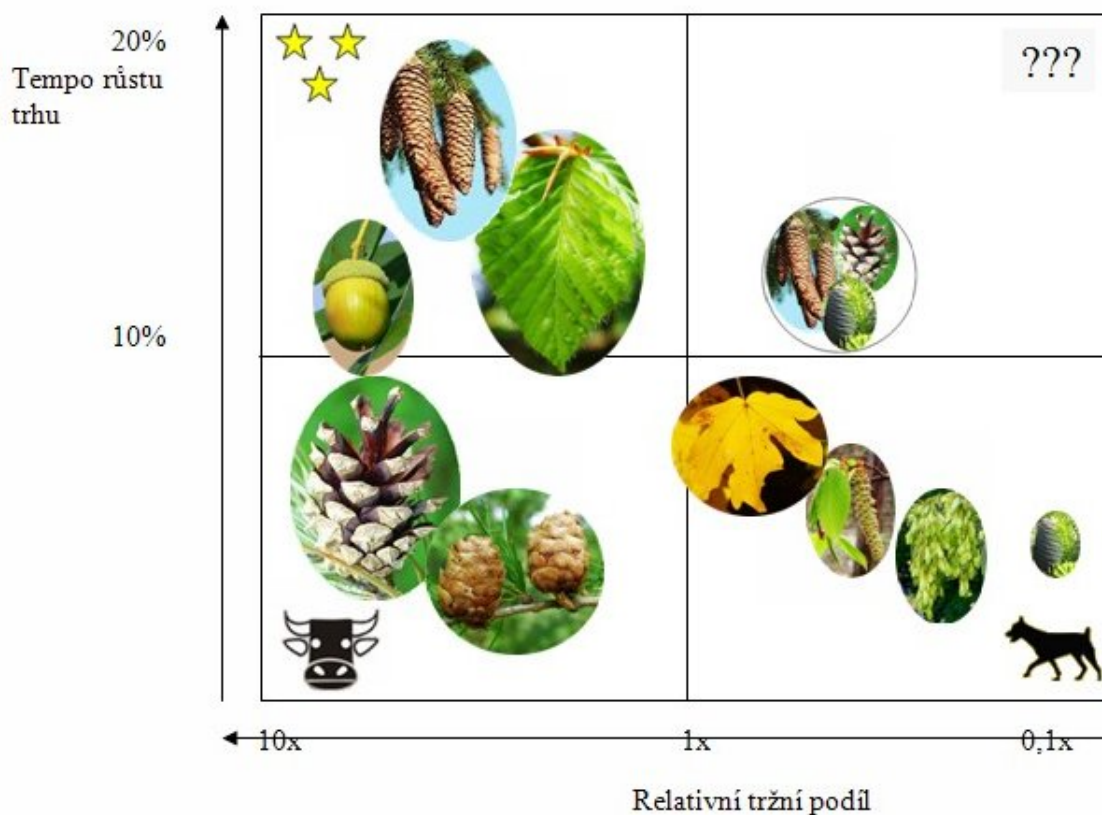 20%
Tempo růstu
trhu
???
10%
10x
1x
0,1x
Relativní tržní podíl